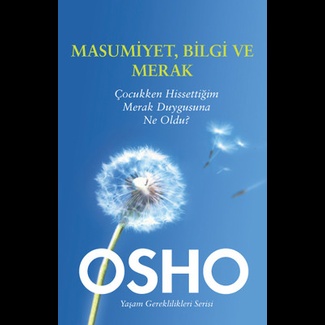 MASUMİYET, BİLGİ VE
MERAK
Çocukken Hissettiğim
Merak Duygusuna
Ne Oldu?
OSHO
Yaşam Gereklilikleri Serisi